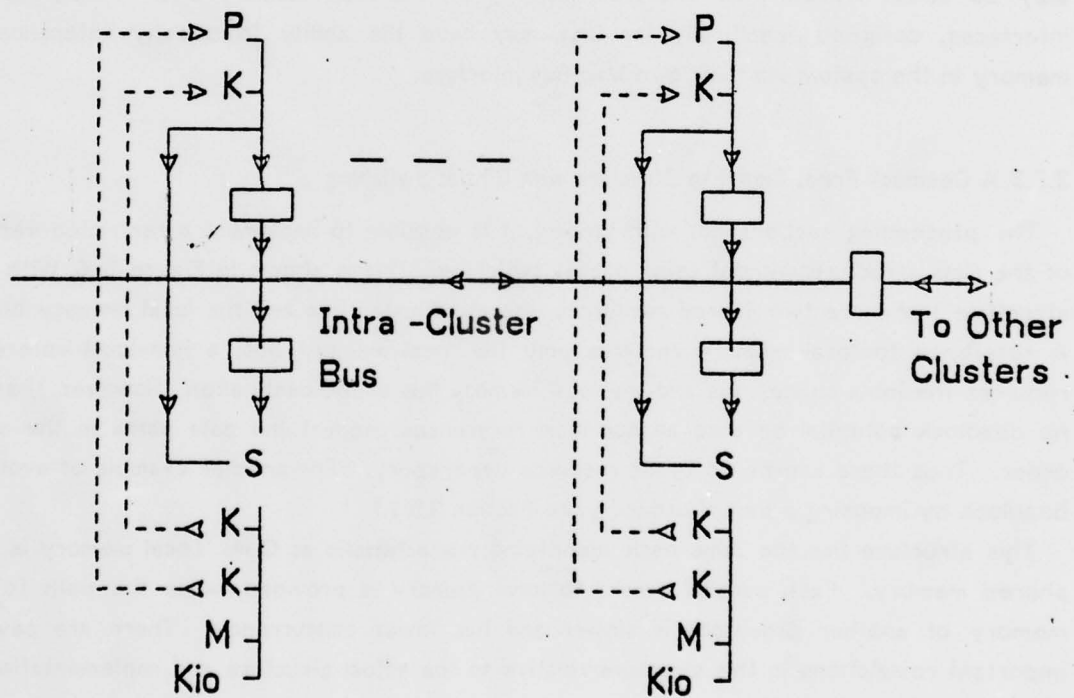 P
K
P
K
Intra -Cluster
Bus
To Other
Clusters
S
S
K
K
K
K
M
M
Kio
Kio